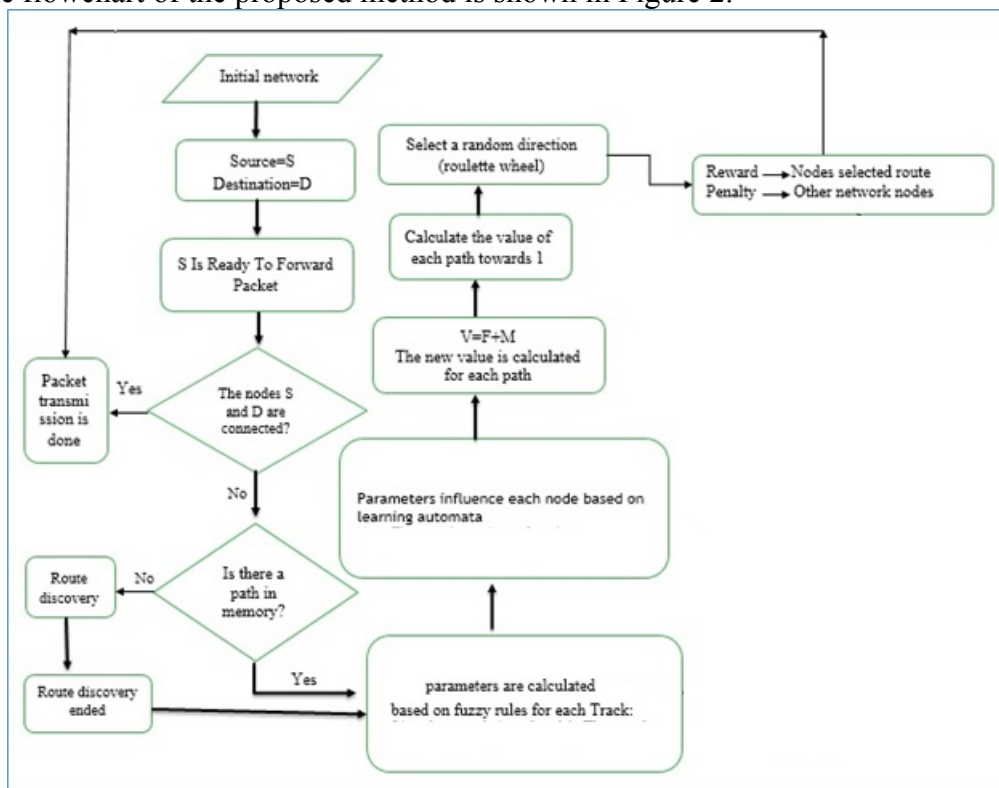 e flowchart of the proposed method is shown in Figure 2.
Initial network
Source=S
Destination=D
S Is Ready To Forward
Packet
The nodes S
and D are
connected?
Yes
Packet
transmi
ssion is
done
No
Is there a
path in
memory?
No
Route
discovery
Route discovery
ended
Yes
parameters are calculated
based on fuzzy rules for each Track:
Parameters influence each node based on
learning automata
V=F+M
The new value is calculated
for each path
Calculate the value of
each path towards 1
Select a random direction
(roulette wheel)
Reward → Nodes selected route
Penalty → Other network nodes